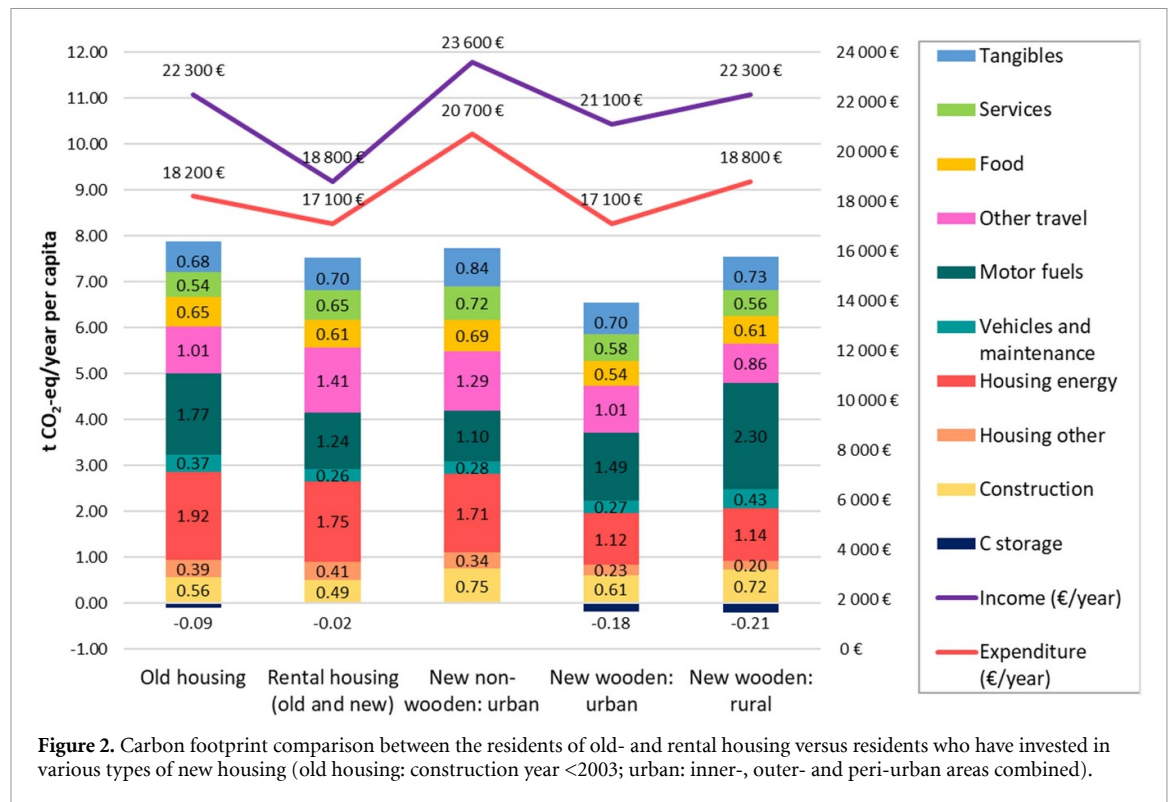 12.00
11.00
10.00
9.00
8.00
7.00
6.00
5.00
4.00
3.00
2.00
1.00
0.00
-1.00
t CO₂-eq/year per capita
22 300 €
18 800 €
23 600 €
21 100 €
22 300 €
18 200 €
17 100 €
20 700 €
17 100 €
18 800 €
0.68
0.54
0.65
1.01
1.77
0.37
1.92
0.39
0.56
-0.09
0.70
0.65
0.61
1.41
1.24
0.26
1.75
0.41
0.49
-0.02
0.84
0.72
0.69
1.29
1.10
0.28
1.71
0.34
0.75
0.70
0.58
0.54
1.01
1.49
0.27
1.12
0.23
0.61
-0.18
0.73
0.56
0.61
0.86
2.30
0.43
1.14
0.20
0.72
-0.21
24 000 €
22 000 €
20 000 €
18 000 €
16 000 €
14 000 €
12 000 €
10 000 €
8 000 €
6 000 €
4 000 €
2 000 €
0 €
Old housing
Rental housing
(old and new)
New non-
wooden: urban
New wooden:
urban
New wooden:
rural
Tangibles
Services
Food
Other travel
Motor fuels
Vehicles and
maintenance
Housing energy
Housing other
Construction
C storage
Income (€/year)
Expenditure
(€/year)
Figure 2. Carbon footprint comparison between the residents of old- and rental housing versus residents who have invested in
various types of new housing (old housing: construction year <2003; urban: inner-, outer- and peri-urban areas combined).